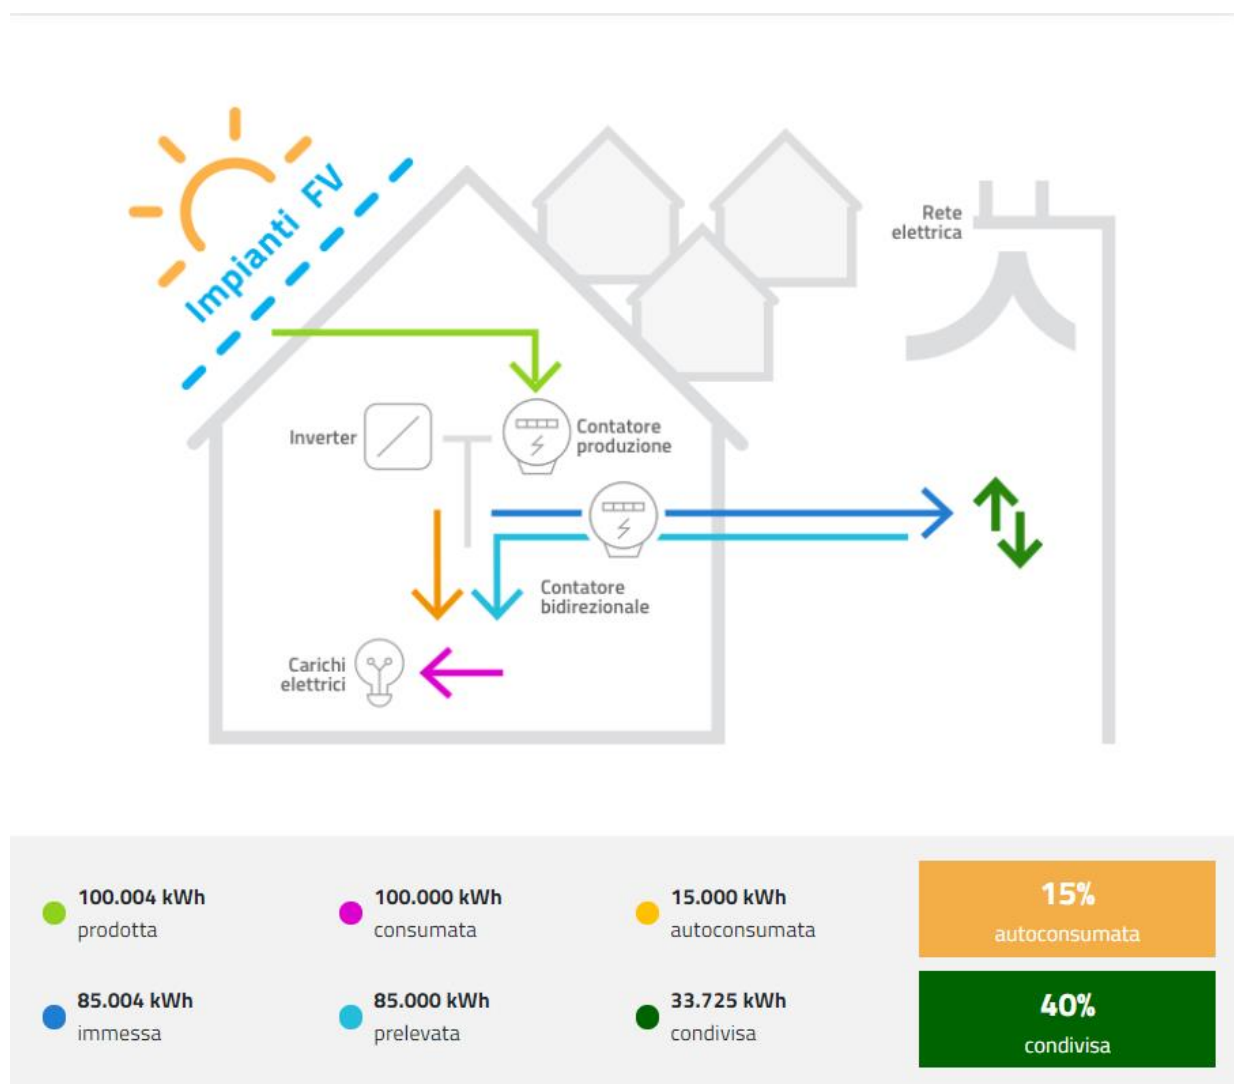 Impianti FV
Rete
elettrica
Inverter
Contatore
produzione
Contatore
bidirezionale
Carichi
elettrici
100.004 kWh
prodotta
100.000 kWh
consumata
15.000 kWh
autoconsumata
15%
autoconsumata
85.004 kWh
immessa
85.000 kWh
prelevata
33.725 kWh
condivisa
40%
condivisa